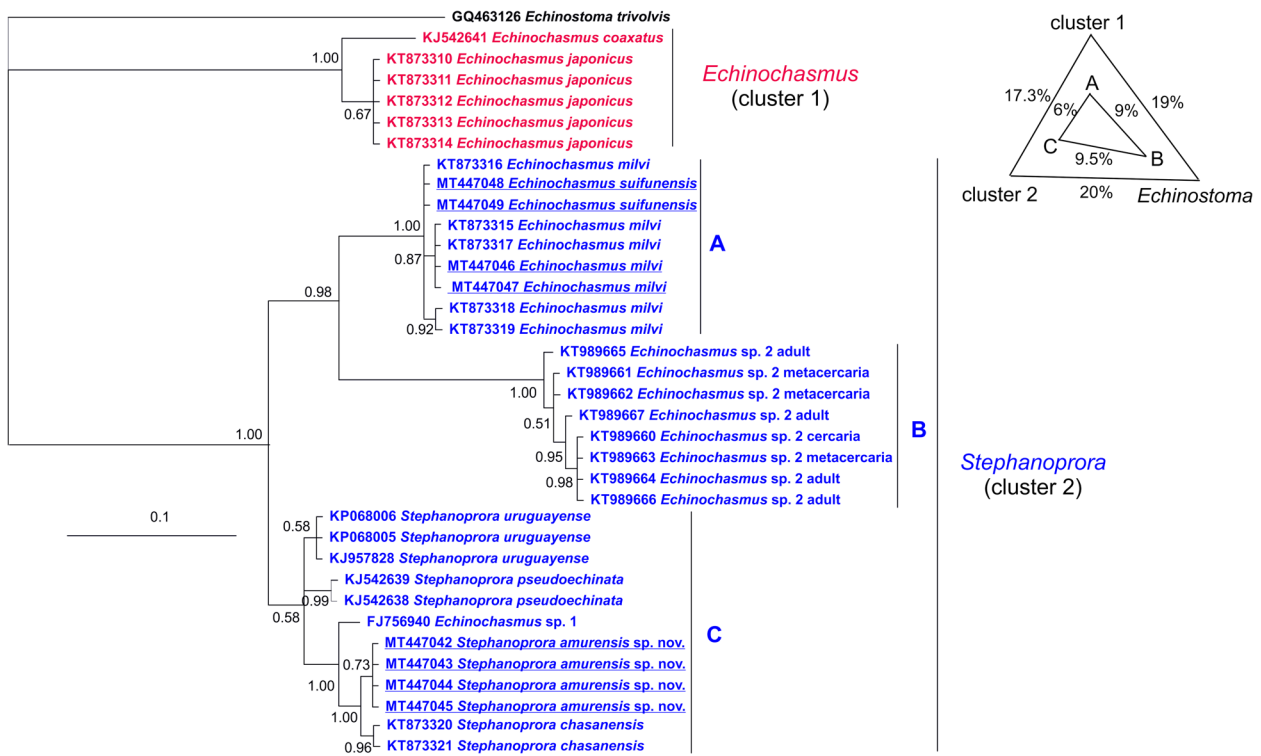 GQ463126 Echinostoma trivolvis
KJ542641 Echinochasmus coaxatus
1.00
KT873310 Echinochasmus japonicus
KT873311 Echinochasmus japonicus
KT873312 Echinochasmus japonicus
0.67
KT873313 Echinochasmus japonicus
KT873314 Echinochasmus japonicus
Echinochasmus
(cluster 1)
KT873316 Echinochasmus milvi
MT447048 Echinochasmus suifunensis
MT447049 Echinochasmus suifunensis
1.00
KT873315 Echinochasmus milvi
KT873317 Echinochasmus milvi
0.87
MT447046 Echinochasmus milvi
MT447047 Echinochasmus milvi
KT873318 Echinochasmus milvi
0.92
KT873319 Echinochasmus milvi
A
0.98
KT989665 Echinochasmus sp. 2 adult
KT989661 Echinochasmus sp. 2 metacercaria
1.00
KT989662 Echinochasmus sp. 2 metacercaria
KT989667 Echinochasmus sp. 2 adult
0.51
KT989660 Echinochasmus sp. 2 cercaria
0.95
KT989663 Echinochasmus sp. 2 metacercaria
0.98
KT989664 Echinochasmus sp. 2 adult
KT989666 Echinochasmus sp. 2 adult
B
1.00
Stephanoprora
(cluster 2)
0.1
KP068006 Stephanoprora uruguayense
0.58
KP068005 Stephanoprora uruguayense
KJ957828 Stephanoprora uruguayense
KJ542639 Stephanoprora pseudoechinata
0.99
KJ542638 Stephanoprora pseudoechinata
0.58
FJ756940 Echinochasmus sp. 1
MT447042 Stephanoprora amurensis sp. nov.
0.73
MT447043 Stephanoprora amurensis sp. nov.
1.00
MT447044 Stephanoprora amurensis sp. nov.
MT447045 Stephanoprora amurensis sp. nov.
1.00
KT873320 Stephanoprora chasanensis
0.96
KT873321 Stephanoprora chasanensis
C
cluster 1
A
17.3%
6%
9%
19%
C
B
9.5%
cluster 2
20%
Echinostoma